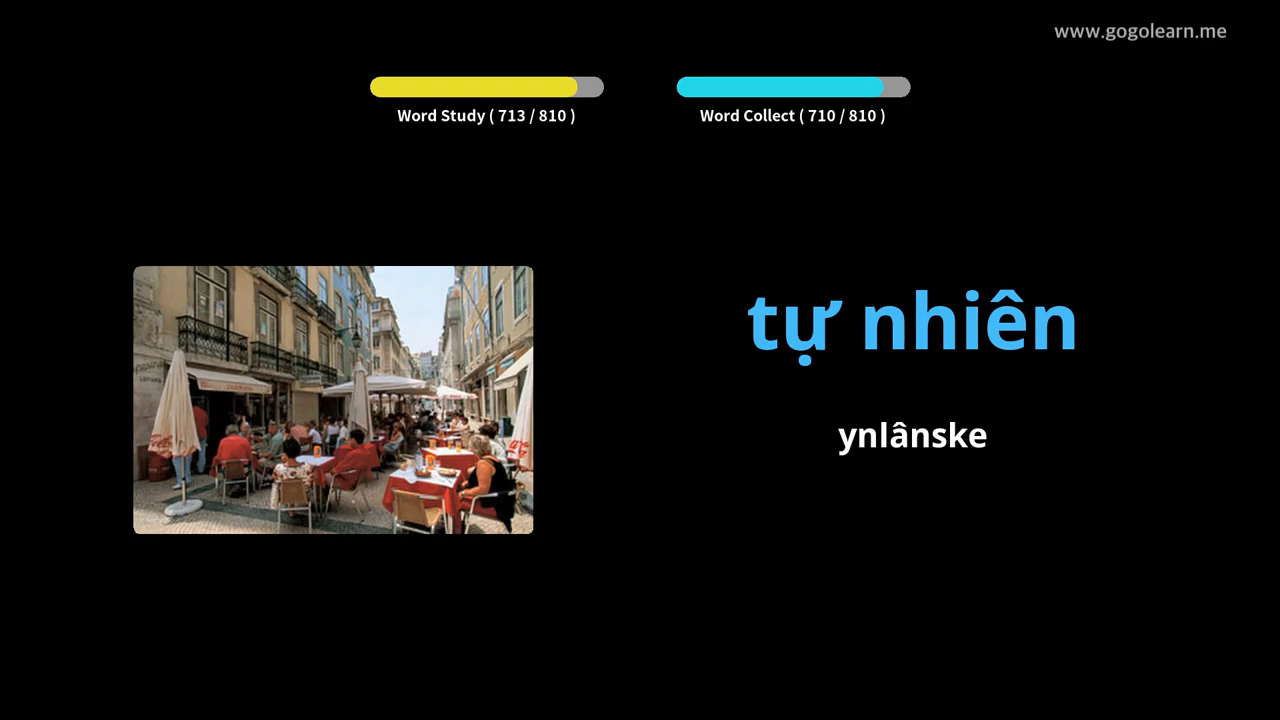 www.gogolearn.me
Word Study ( 713 / 810 )
Word Collect ( 710 / 810 )
tự nhiên
ynlânske